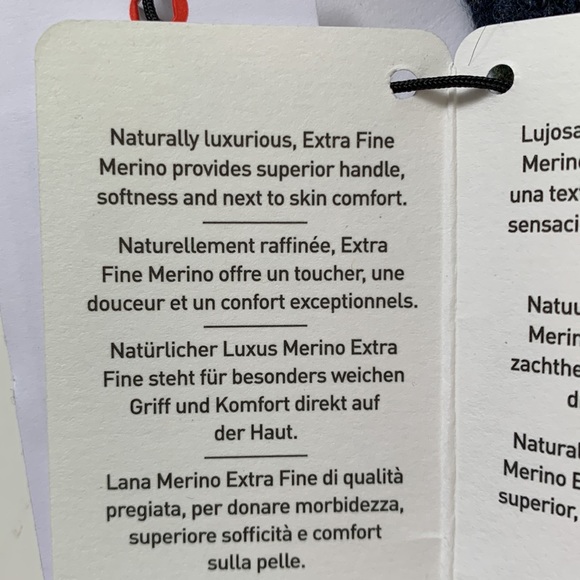 Naturally luxurious, Extra Fine
Merino provides superior handle,
softness and next to skin comfort.
Naturellement raffinée, Extra
Fine Merino offre un toucher, une
douceur et un confort exceptionnels.
Natürlicher Luxus Merino Extra
Fine steht für besonders weichen
Griff und Komfort direkt auf
der Haut.
Lana Merino Extra Fine di qualità
pregiata, per donare morbidezza,
superiore sofficità e comfort
sulla pelle.
una
Merino E
superior,